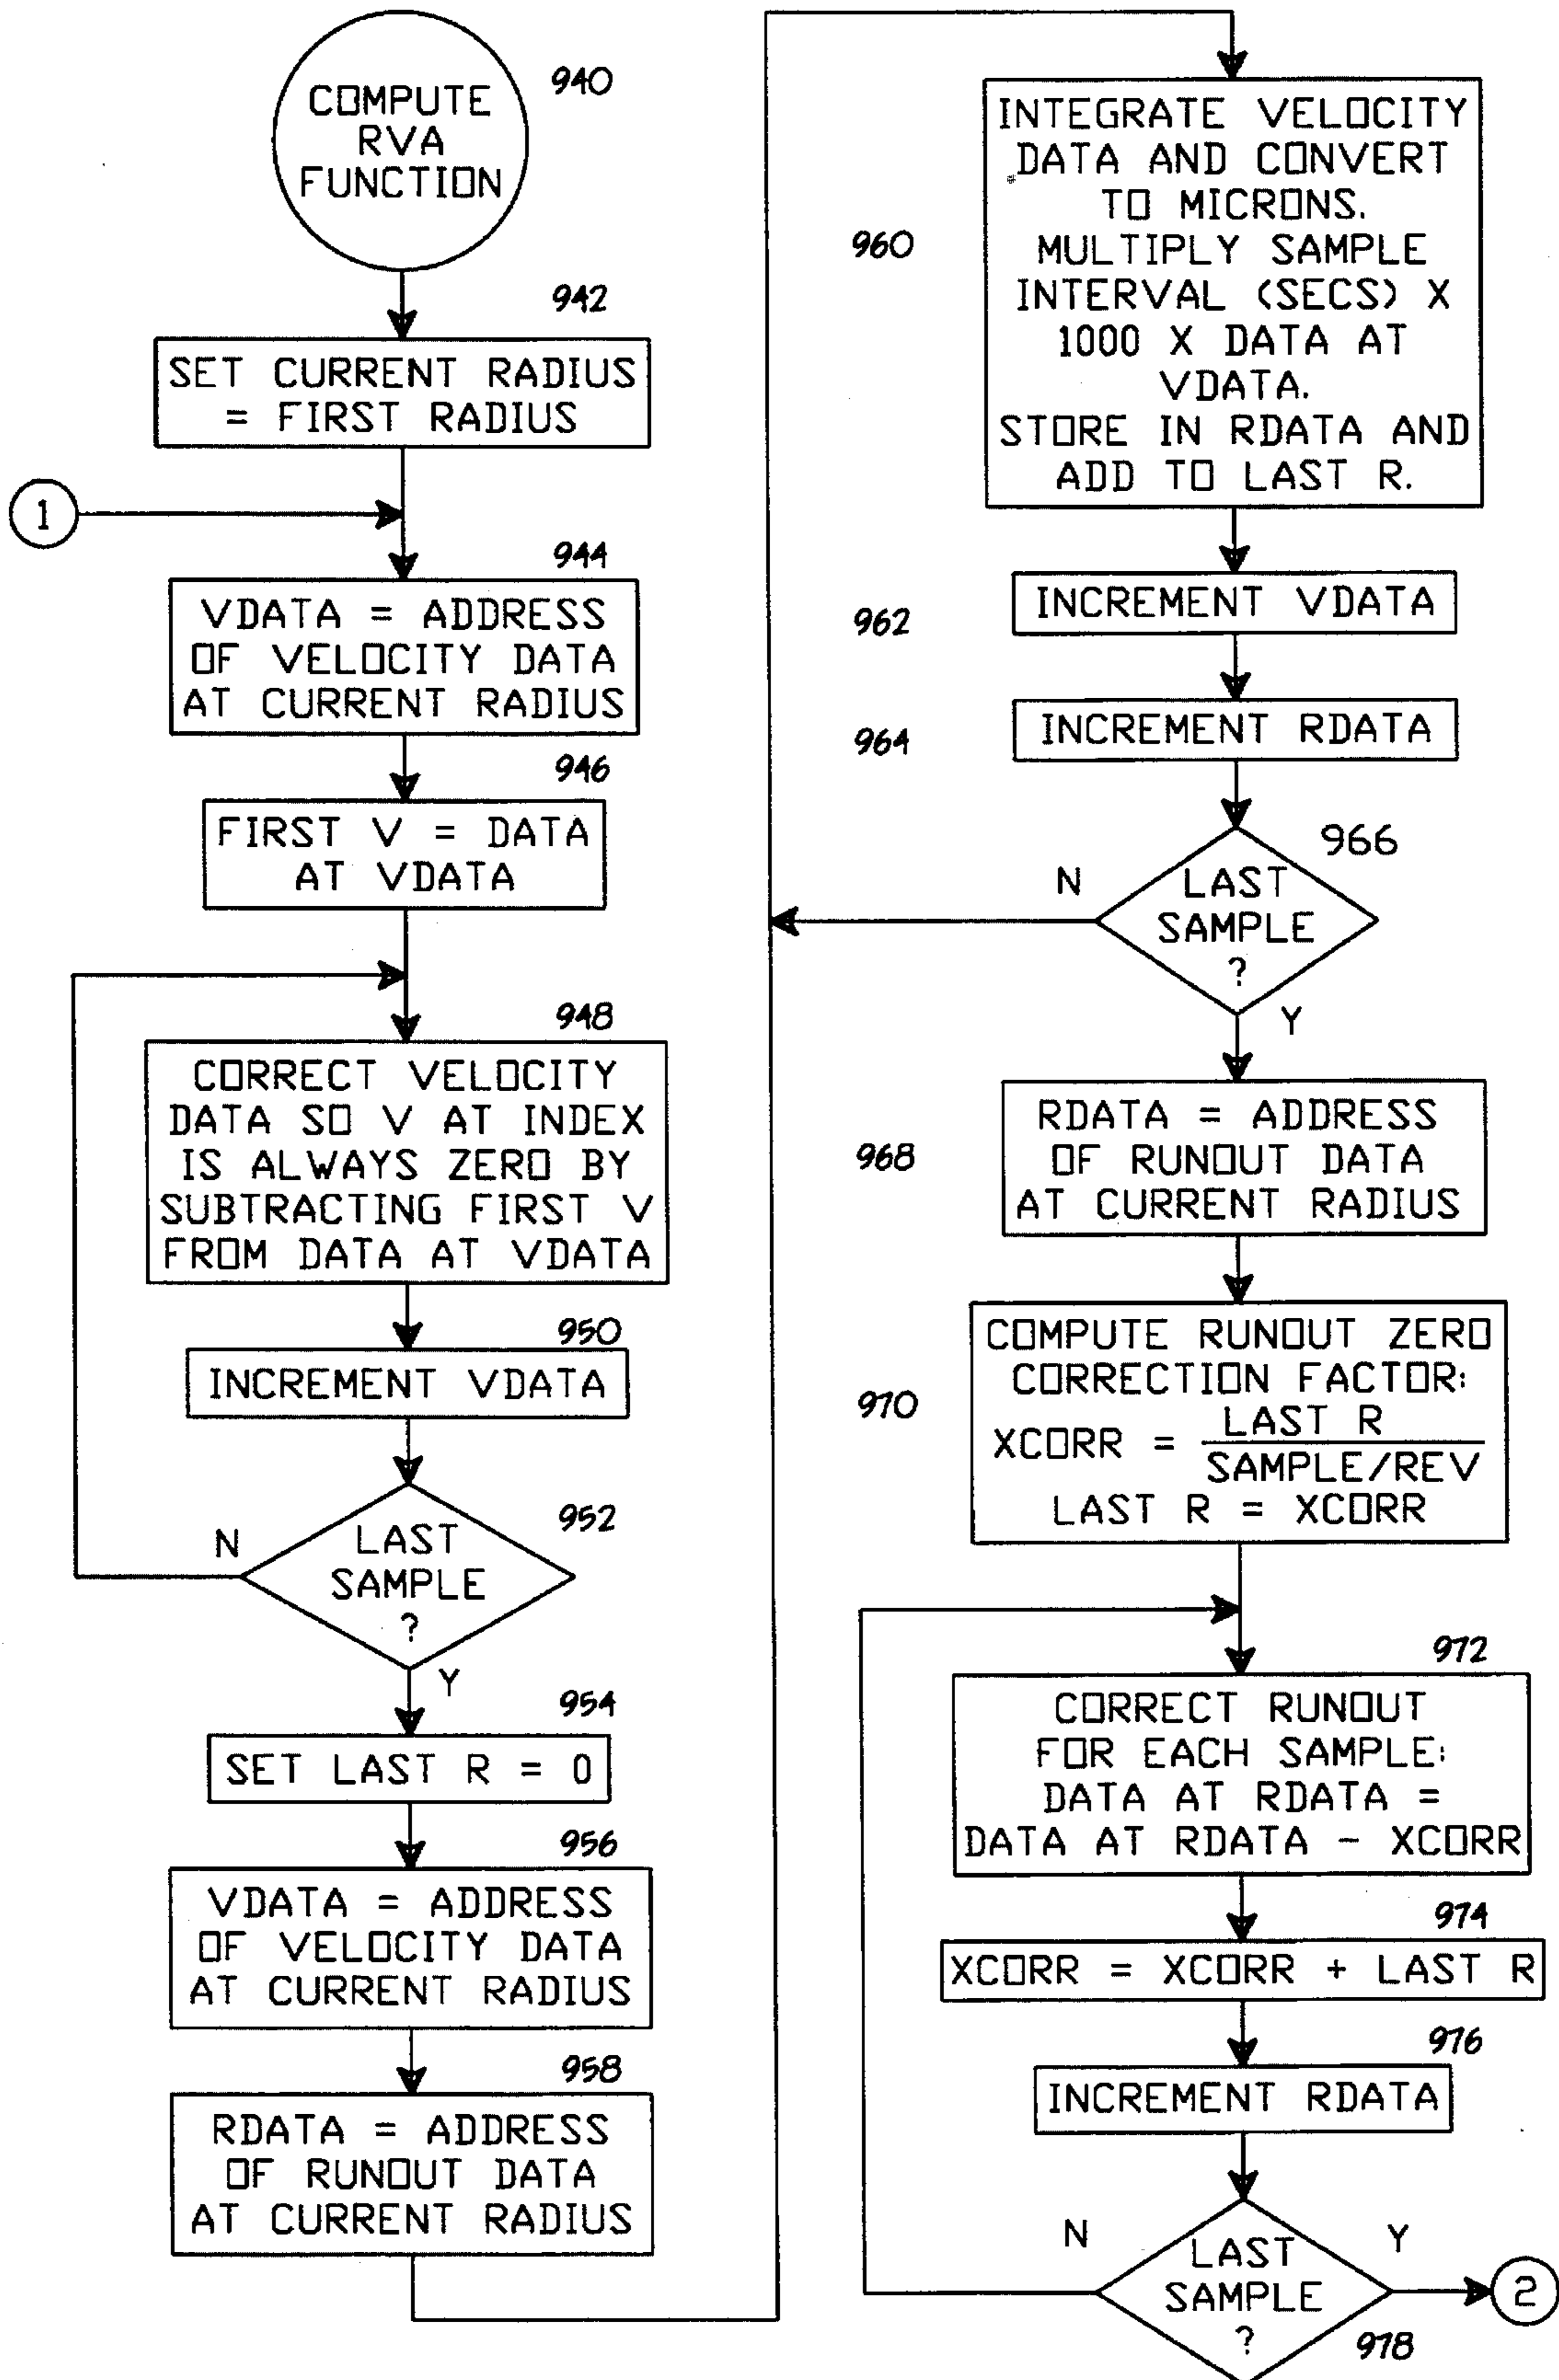 940
COMPUTE
RVA
FUNCTION
942
SET CURRENT RADIUS
= FIRST RADIUS
1
944
VDATA = ADDRESS
OF VELOCITY DATA
AT CURRENT RADIUS
946
FIRST V = DATA
AT VDATA
948
CORRECT VELOCITY
DATA SO V AT INDEX
IS ALWAYS ZERO BY
SUBTRACTING FIRST V
FROM DATA AT VDATA
950
INCREMENT VDATA
952
N
LAST
SAMPLE
?
Y
954
SET LAST R = 0
956
VDATA = ADDRESS
OF VELOCITY DATA
AT CURRENT RADIUS
958
RDATA = ADDRESS
OF RUNOUT DATA
AT CURRENT RADIUS
960
INTEGRATE VELOCITY
DATA AND CONVERT
TO MICRONS.
MULTIPLY SAMPLE
INTERVAL (SECS) X
1000 X DATA AT
VDATA.
STORE IN RDATA AND
ADD TO LAST R.
962
INCREMENT VDATA
964
INCREMENT RDATA
966
N
LAST
SAMPLE
?
Y
968
RDATA = ADDRESS
OF RUNOUT DATA
AT CURRENT RADIUS
970
COMPUTE RUNOUT ZERO
CORRECTION FACTOR:
XCORR = LAST R
SAMPLE/REV
LAST R = XCORR
972
CORRECT RUNOUT
FOR EACH SAMPLE:
DATA AT RDATA =
DATA AT RDATA - XCORR
974
XCORR = XCORR + LAST R
976
INCREMENT RDATA
N
LAST
SAMPLE
?
Y
2
978